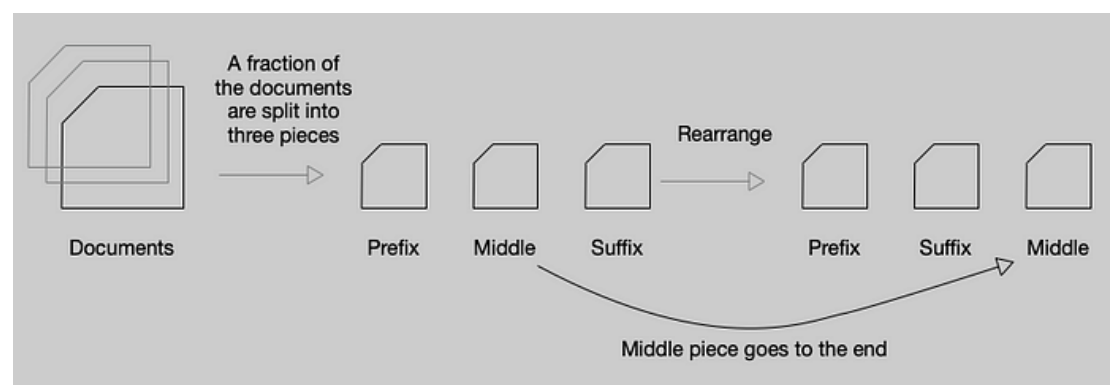 A fraction of
the documents
are split into
three pieces
Rearrange
Documents
Prefix
Middle
Suffix
Prefix
Suffix
Middle
Middle piece goes to the end